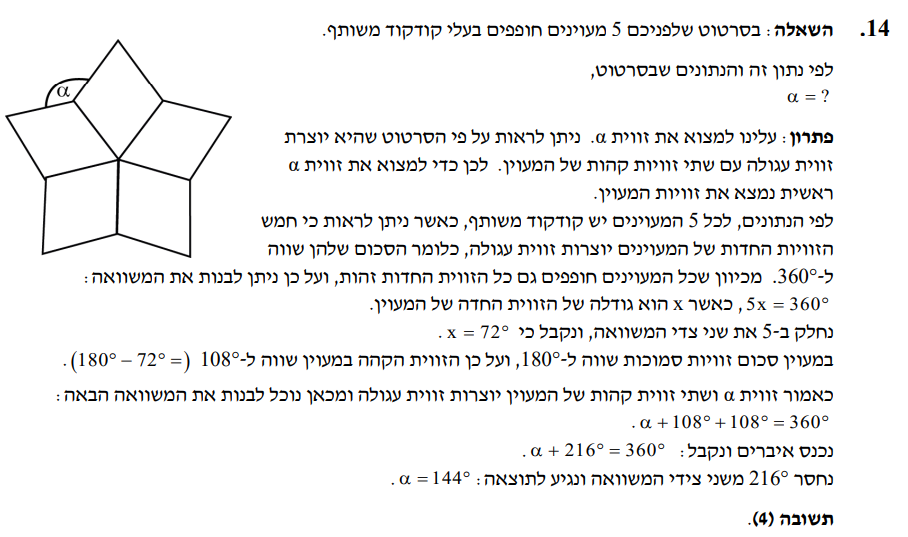 14. השאלה: בסרטוט שלפניכם 5 מעוינים חופפים בעלי קודקוד משותף.
לפי נתון זה והנתונים שבסרטוט,
α = ?
α
פתרון: עלינו למצוא את זווית α. ניתן לראות על פי הסרטוט שהיא יוצרת
זווית עגולה עם שתי זוויות קהות של המעוין. לכן כדי למצוא את זווית α
ראשית נמצא את זוויות המעוין.
לפי הנתונים, לכל 5 המעוינים יש קודקוד משותף, כאשר ניתן לראות כי חמש
הזוויות החדות של המעוינים יוצרות זווית עגולה, כלומר הסכום שלהן שווה
ל-360°. מכיוון שכל המעוינים חופפים גם כל הזווית החדות זהות, ועל כן ניתן לבנות את המשוואה:
5x = 360°, כאשר x הוא גודלה של הזווית החדה של המעוין.
נחלק ב-5 את שני צדי המשוואה, ונקבל כי x = 72°.
במעוין סכום זוויות סמוכות שווה ל-180°, ועל כן הזווית הקהה במעוין שווה ל-108° (= 180° − 72°).
כאמור זווית α ושתי זווית קהות של המעוין יוצרות זווית עגולה ומכאן נוכל לבנות את המשוואה הבאה:
α + 108° + 108° = 360°.
נכנס איברים ונקבל: α + 216° = 360°.
נחסר 216° משני צידי המשוואה ונגיע לתוצאה: α = 144°.
תשובה (4).